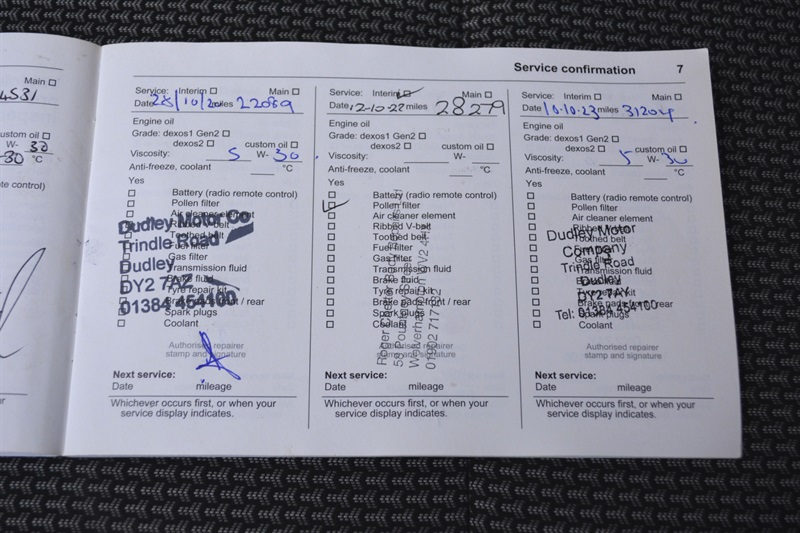 Main ☐
4531
custom oil ☐
W- 30
-30 °C
e control)
Service confirmation 7
Service: Interim ☐ Main ☐
Date 28/10/20 miles 22089
Engine oil
Grade: dexos1 Gen2 ☐
dexos2 ☐ custom oil ☐
Viscosity: 5 W- 30
Anti-freeze, coolant °C
Yes
☐ Battery (radio remote control)
☐ Pollen filter
☐ Air cleaner element
☐ Ribbed V-belt
☐ Toothed belt
☐ Fuel filter
☐ Gas filter
☐ Transmission fluid
☐ Brake fluid
☐ Tyre repair kit
☐ Brake pads front / rear
☐ Spark plugs
☐ Coolant
Dudley Motor Co
Trindle Road
Dudley
DY2 7AZ
01384 454100
Authorised repairer
stamp and signature
Next service:
Date mileage
Whichever occurs first, or when your
service display indicates.
Service: Interim ☑ Main ☐
Date 12-10-22 miles 28279
Engine oil
Grade: dexos1 Gen2 ☐
dexos2 ☐ custom oil ☐
Viscosity: W-
Anti-freeze, coolant °C
Yes
☐ Battery (radio remote control)
☑ Pollen filter
☐ Air cleaner element
☐ Ribbed V-belt
☐ Toothed belt
☐ Fuel filter
☐ Gas filter
☐ Transmission fluid
☐ Brake fluid
☐ Tyre repair kit
☐ Brake pads front / rear
☐ Spark plugs
☐ Coolant
Authorised repairer
stamp and signature
Next service:
Date mileage
Whichever occurs first, or when your
service display indicates.
Service: Interim ☐ Main ☐
Date 10.10.23 miles 31204
Engine oil
Grade: dexos1 Gen2 ☐
dexos2 ☐ custom oil ☐
Viscosity: 5 W- 30
Anti-freeze, coolant °C
Yes
☐ Battery (radio remote control)
☐ Pollen filter
☐ Air cleaner element
☐ Ribbed V-belt
☐ Toothed belt
☐ Fuel filter
☐ Gas filter
☐ Transmission fluid
☐ Brake fluid
☐ Tyre repair kit
☐ Brake pads front / rear
☐ Spark plugs
☐ Coolant
Dudley Motor
Company
Trindle Road
Dudley
DY2 7AY
Tel: 01384 454100
Authorised repairer
stamp and signature
Next service:
Date mileage
Whichever occurs first, or when your
service display indicates.